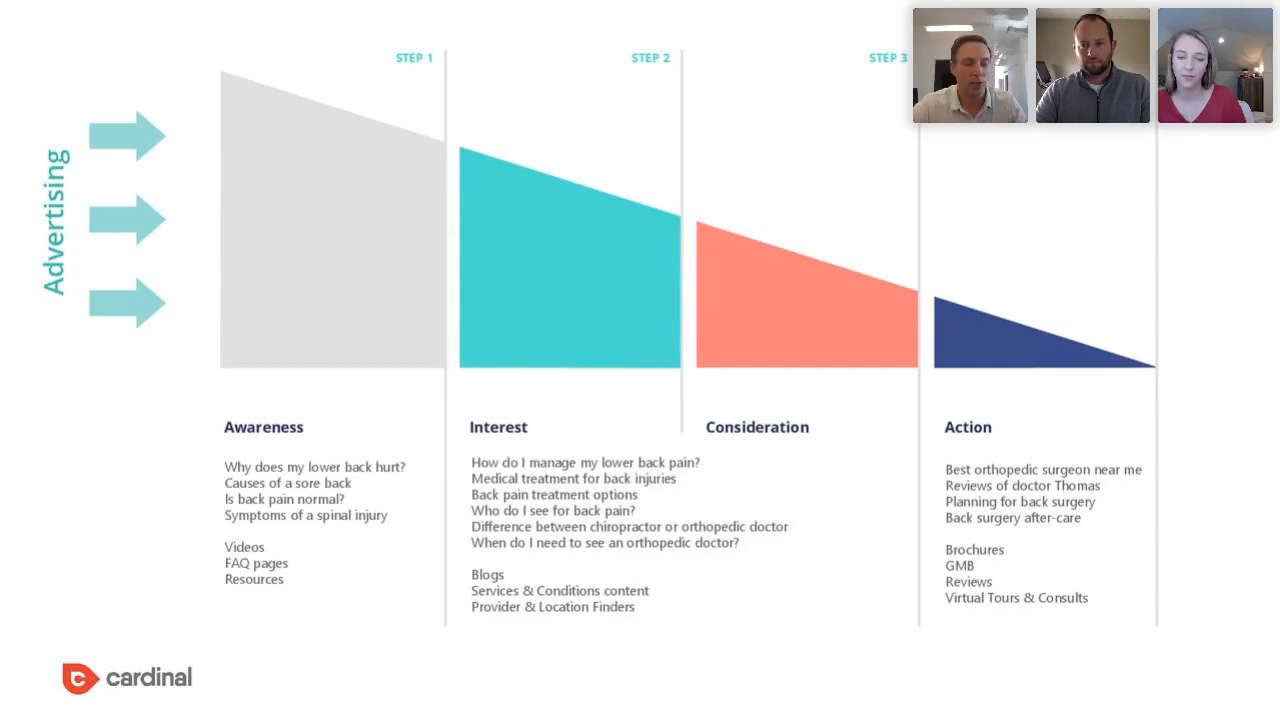 STEP 1
STEP 2
STEP 3
Advertising
Awareness
Why does my lower back hurt?
Causes of a sore back
Is back pain normal?
Symptoms of a spinal injury
Videos
FAQ pages
Resources
Interest
Consideration
How do I manage my lower back pain?
Medical treatment for back injuries
Back pain treatment options
Who do I see for back pain?
Difference between chiropractor or orthopedic doctor
When do I need to see an orthopedic doctor?
Blogs
Services & Conditions content
Provider & Location Finders
Action
Best orthopedic surgeon near me
Reviews of doctor Thomas
Planning for back surgery
Back surgery after-care
Brochures
GMB
Reviews
Virtual Tours & Consults
cardinal